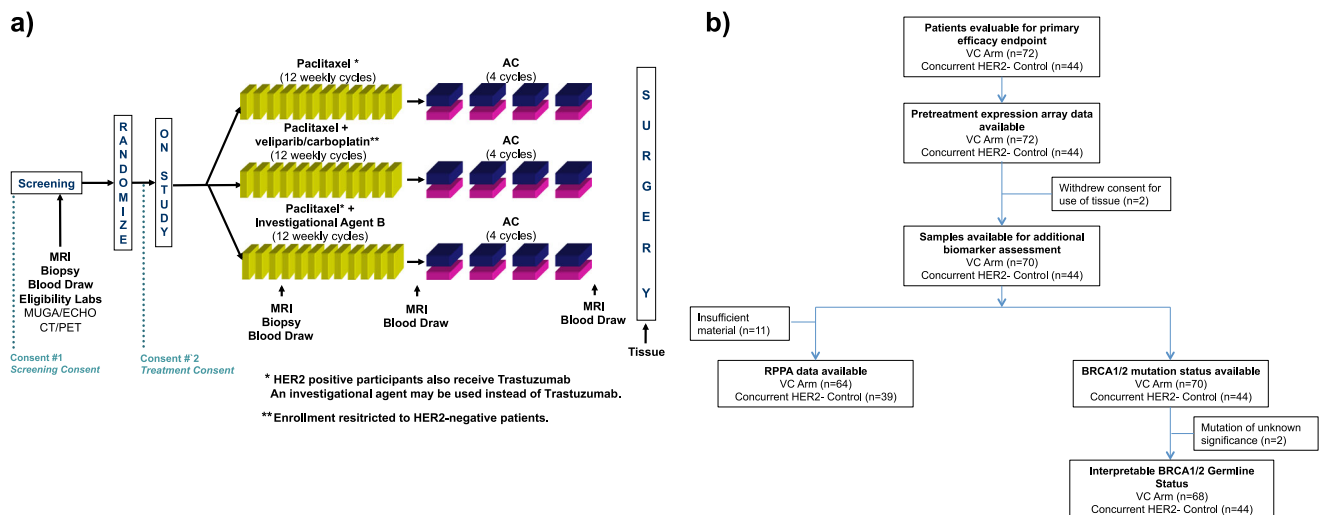 a)
Paclitaxel *
(12 weekly cycles)
AC
(4 cycles)
Paclitaxel +
veliparib/carboplatin**
(12 weekly cycles)
AC
(4 cycles)
Paclitaxel* +
Investigational Agent B
(12 weekly cycles)
AC
(4 cycles)
Screening
RANDOMIZE
ON STUDY
SURGERY
MRI
Biopsy
Blood Draw
Eligibility Labs
MUGA/ECHO
CT/PET
MRI
Biopsy
Blood Draw
MRI
Blood Draw
MRI
Blood Draw
Tissue
Consent #1
Screening Consent
Consent #`2
Treatment Consent
* HER2 positive participants also receive Trastuzumab
An investigational agent may be used instead of Trastuzumab.
** Enrollment resitricted to HER2-negative patients.
b)
Patients evaluable for primary
efficacy endpoint
VC Arm (n=72)
Concurrent HER2- Control (n=44)
Pretreatment expression array data
available
VC Arm (n=72)
Concurrent HER2- Control (n=44)
Withdrew consent for
use of tissue (n=2)
Samples available for additional
biomarker assessment
VC Arm (n=70)
Concurrent HER2- Control (n=44)
Insufficient
material (n=11)
RPPA data available
VC Arm (n=64)
Concurrent HER2- Control (n=39)
BRCA1/2 mutation status available
VC Arm (n=70)
Concurrent HER2- Control (n=44)
Mutation of unknown
significance (n=2)
Interpretable BRCA1/2 Germline
Status
VC Arm (n=68)
Concurrent HER2- Control (n=44)